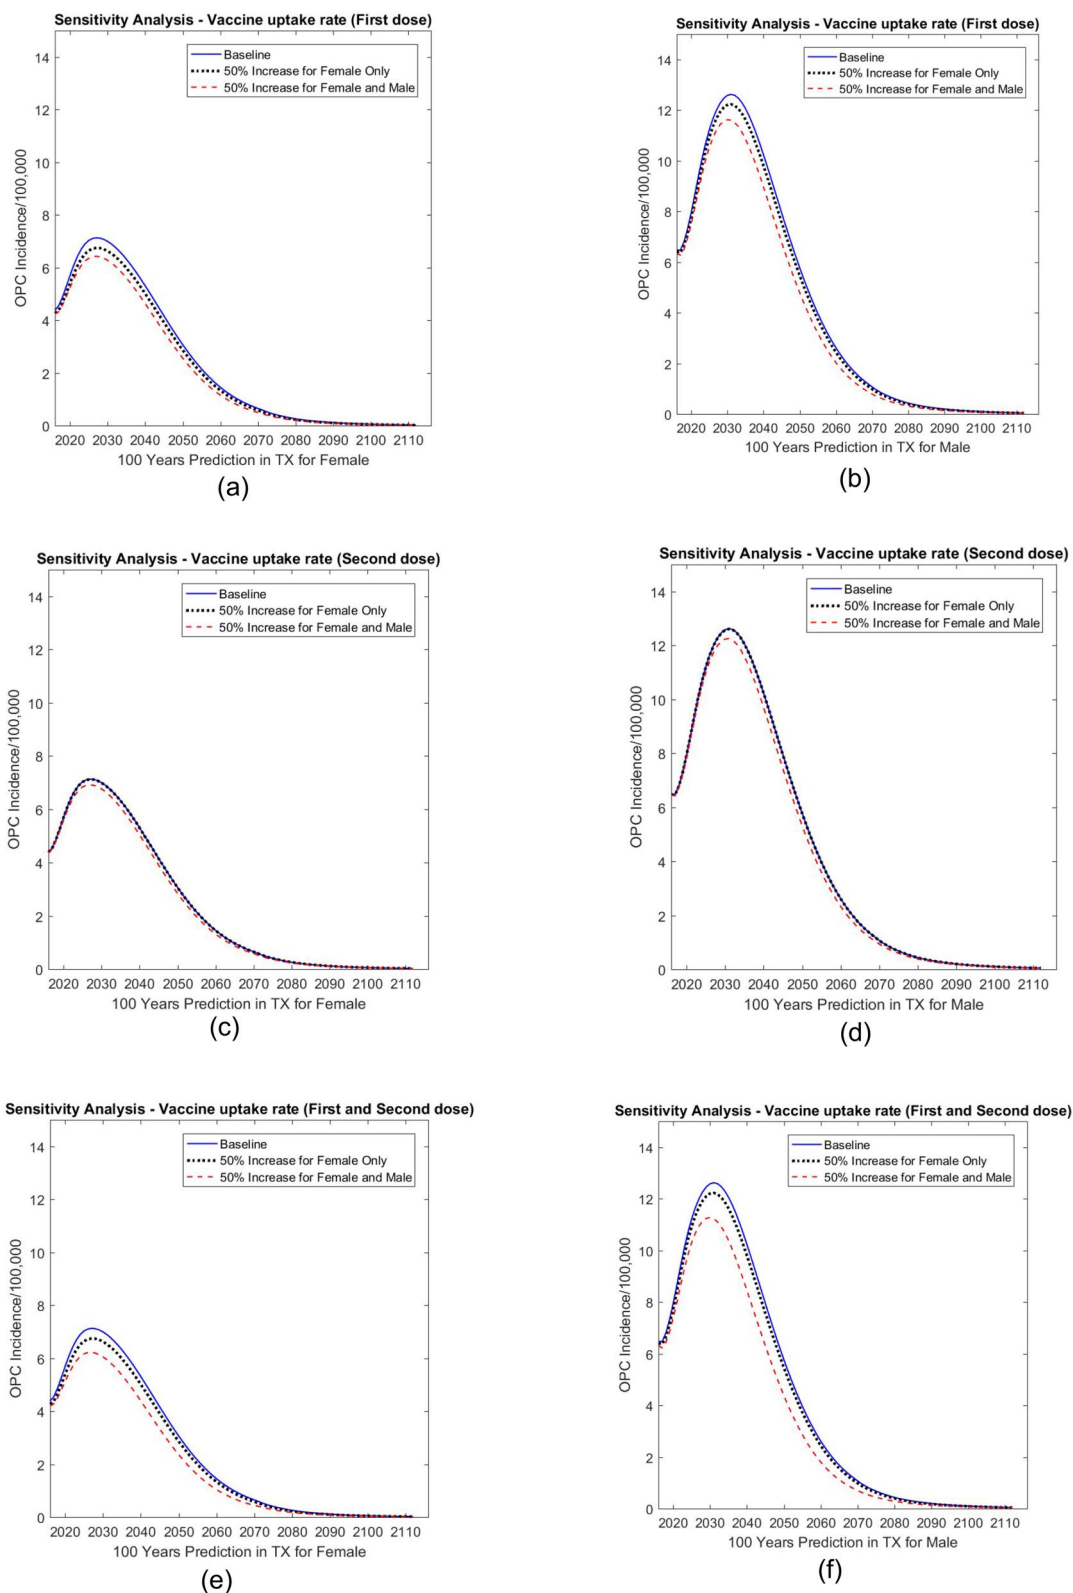 Sensitivity Analysis - Vaccine uptake rate (First dose)
14
12
10
8
6
4
2
0
OPC Incidence/100,000
Baseline
50% Increase for Female Only
50% Increase for Female and Male
2020 2030 2040 2050 2060 2070 2080 2090 2100 2110
100 Years Prediction in TX for Female
(a)
Sensitivity Analysis - Vaccine uptake rate (First dose)
14
12
10
8
6
4
2
0
OPC Incidence/100,000
Baseline
50% Increase for Female Only
50% Increase for Female and Male
2020 2030 2040 2050 2060 2070 2080 2090 2100 2110
100 Years Prediction in TX for Male
(b)
Sensitivity Analysis - Vaccine uptake rate (Second dose)
14
12
10
8
6
4
2
0
OPC Incidence/100,000
Baseline
50% Increase for Female Only
50% Increase for Female and Male
2020 2030 2040 2050 2060 2070 2080 2090 2100 2110
100 Years Prediction in TX for Female
(c)
Sensitivity Analysis - Vaccine uptake rate (Second dose)
14
12
10
8
6
4
2
0
OPC Incidence/100,000
Baseline
50% Increase for Female Only
50% Increase for Female and Male
2020 2030 2040 2050 2060 2070 2080 2090 2100 2110
100 Years Prediction in TX for Male
(d)
Sensitivity Analysis - Vaccine uptake rate (First and Second dose)
14
12
10
8
6
4
2
0
OPC Incidence/100,000
Baseline
50% Increase for Female Only
50% Increase for Female and Male
2020 2030 2040 2050 2060 2070 2080 2090 2100 2110
100 Years Prediction in TX for Female
(e)
Sensitivity Analysis - Vaccine uptake rate (First and Second dose)
14
12
10
8
6
4
2
0
OPC Incidence/100,000
Baseline
50% Increase for Female Only
50% Increase for Female and Male
2020 2030 2040 2050 2060 2070 2080 2090 2100 2110
100 Years Prediction in TX for Male
(f)